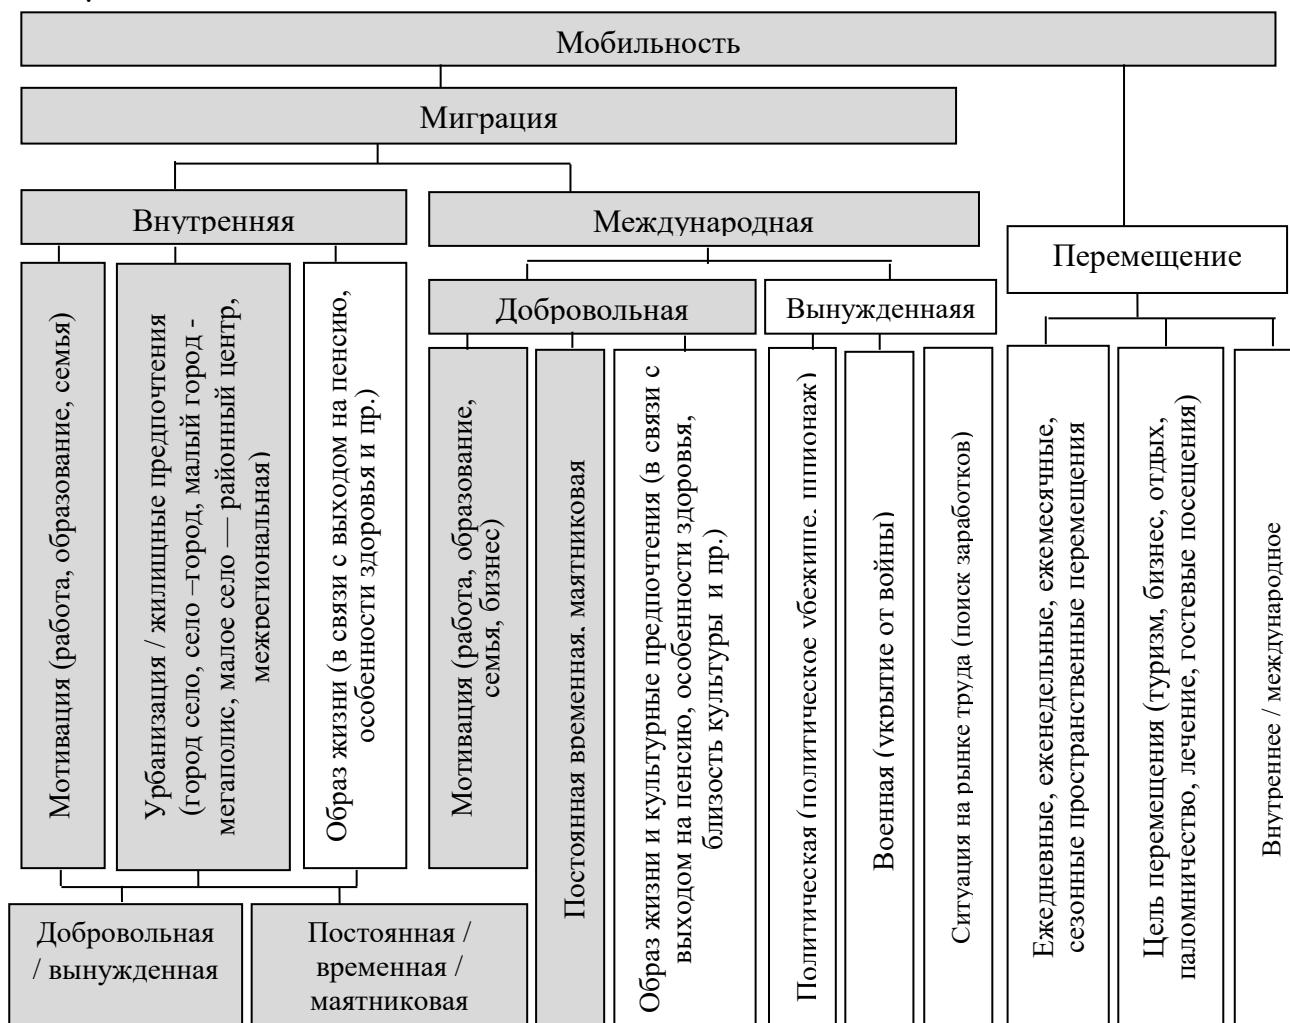 Мобильность
Миграция
Внутренняя
Международная
Перемещение
Добровольная
Вынужденнаяя
Мотивация (работа, образование, семья)
Урбанизация / жилищные предпочтения
(город село, село –город, малый город -
мегаполис, малое село — районный центр,
межрегиональная)
Образ жизни (в связи с выходом на пенсию,
особенности здоровья и пр.)
Мотивация (работа, образование,
семья, бизнес)
Постоянная временная, маятниковая
Образ жизни и культурные предпочтения (в связи с
выходом на пенсию, особенности здоровья,
близость культуры и пр.)
Политическая (политическое убежище, шпионаж)
Военная (укрытие от войны)
Ситуация на рынке труда (поиск заработков)
Ежедневные, еженедельные, ежемесячные,
сезонные пространственные перемещения
Цель перемещения (туризм, бизнес, отдых,
паломничество, лечение, гостевые посещения)
Внутреннее / международное
Добровольная
/ вынужденная
Постоянная /
временная /
маятниковая